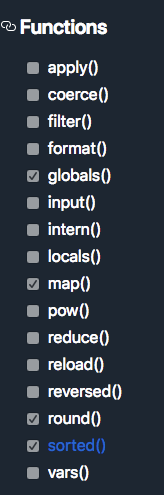 Functions
apply()
coerce()
filter()
format()
globals()
input()
intern()
locals()
map()
pow()
reduce()
reload()
reversed()
round()
sorted()
vars()